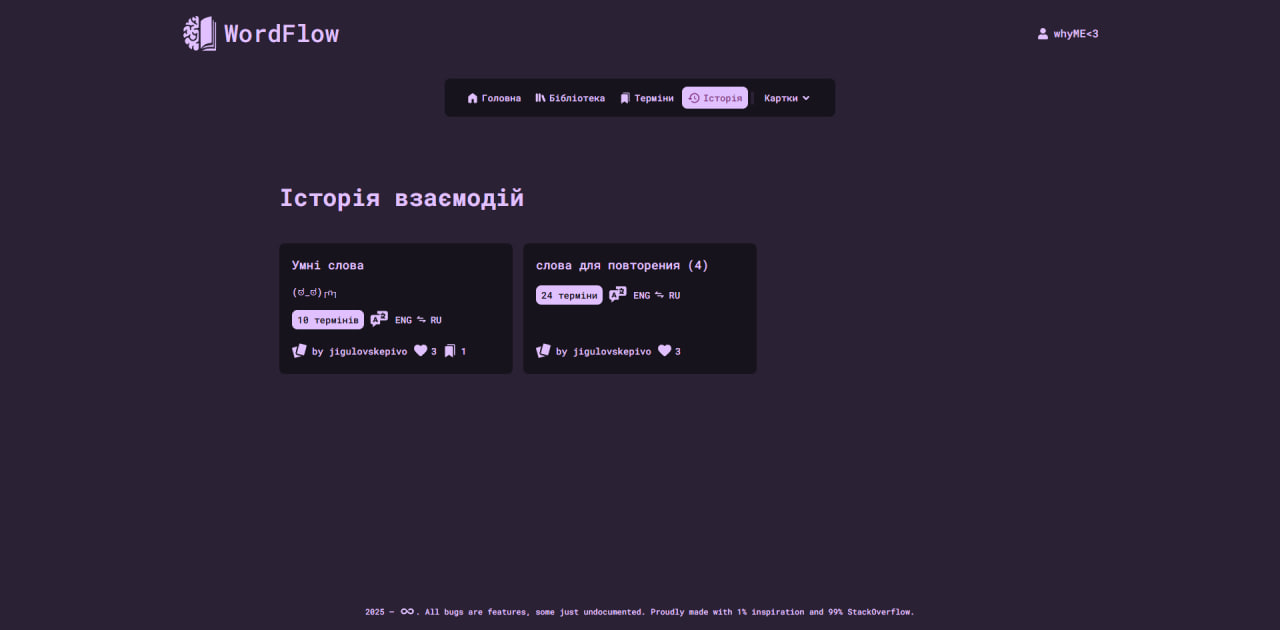 WordFlow
whyME<3
Головна Бібліотека Терміни Історія Картки
Історія взаємодій
Умні слова
(ಠ_ಠ)┌∩┐
10 термінів ENG ⇆ RU
by jigulovskepivo 3 1
слова для повторения (4)
24 терміни ENG ⇆ RU
by jigulovskepivo 3
2025 — ∞. All bugs are features, some just undocumented. Proudly made with 1% inspiration and 99% StackOverflow.